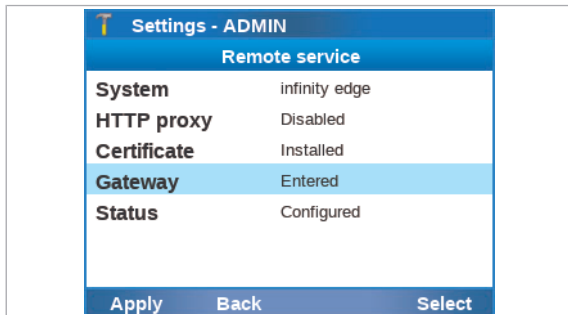 Settings - ADMIN
Remote service
System infinity edge
HTTP proxy Disabled
Certificate Installed
Gateway Entered
Status Configured
Apply Back Select